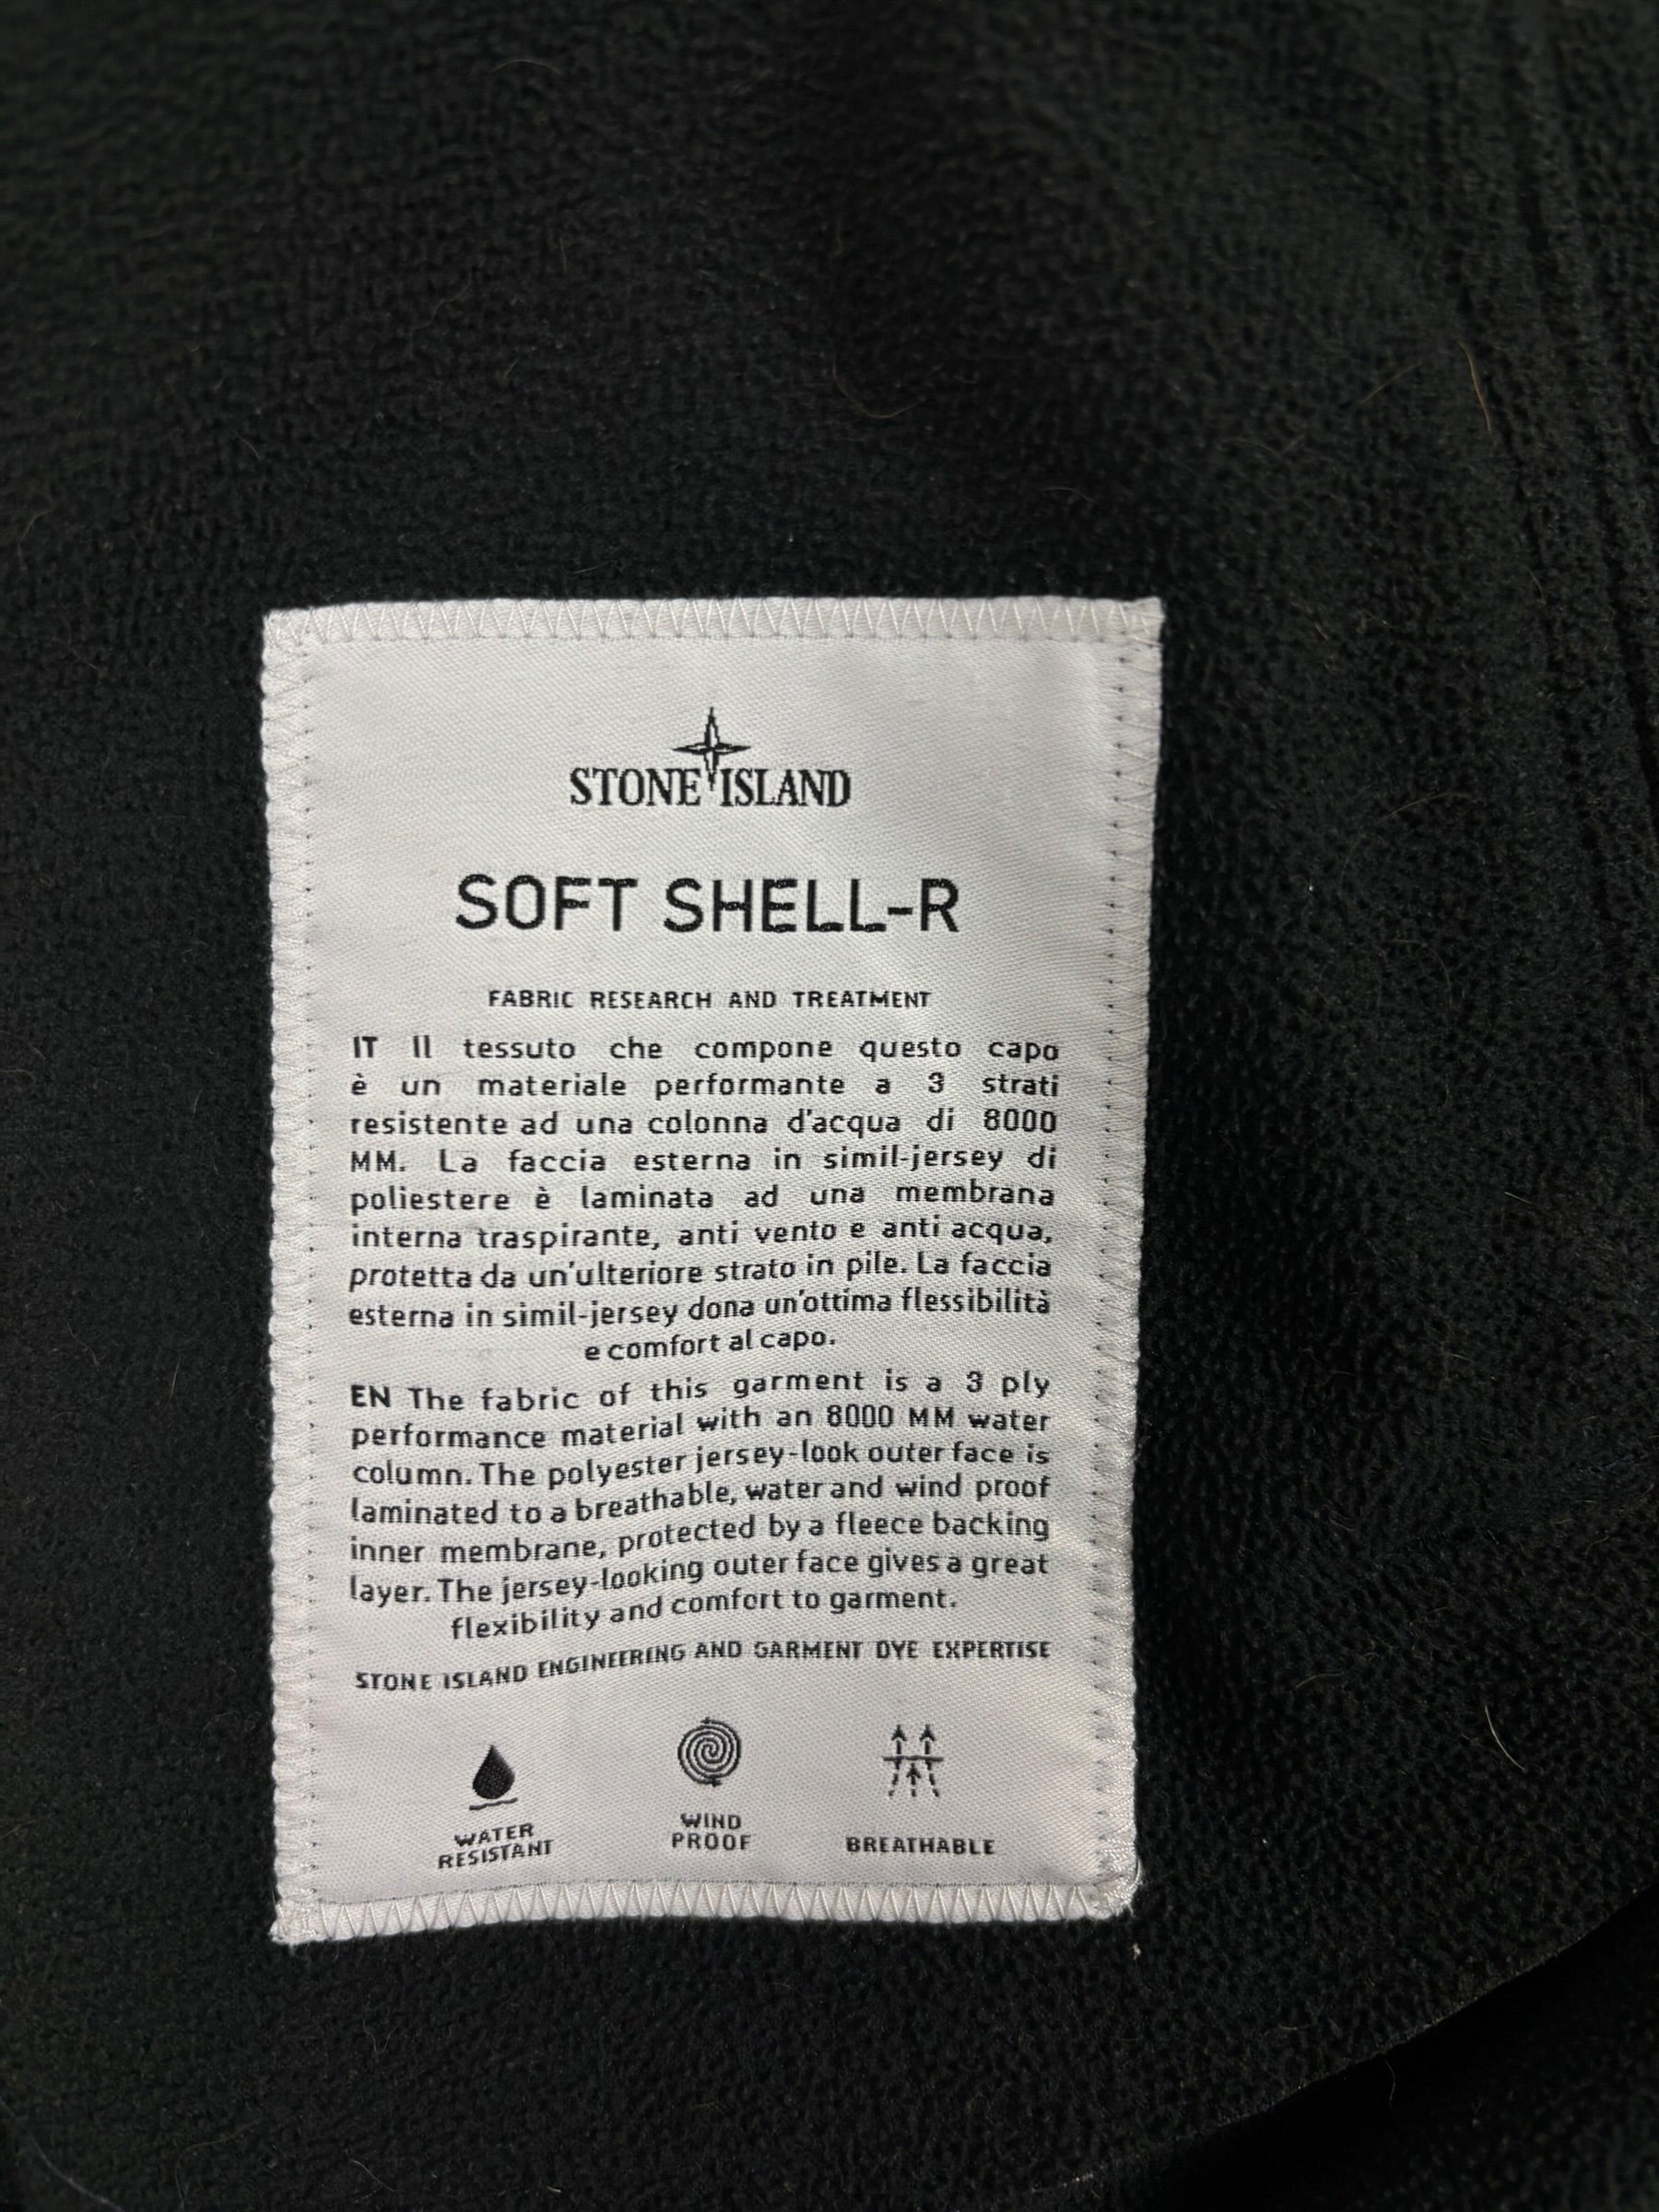 STONE ISLAND
SOFT SHELL-R
FABRIC RESEARCH AND TREATMENT
IT Il tessuto che compone questo capo
è un materiale performante a 3 strati
resistente ad una colonna d'acqua di 8000
MM. La faccia esterna in simil-jersey di
poliestere è laminata ad una membrana
interna traspirante, anti vento e anti acqua,
protetta da un'ulteriore strato in pile. La faccia
esterna in simil-jersey dona un'ottima flessibilità
e comfort al capo.
EN The fabric of this garment is a 3 ply
performance material with an 8000 MM water
column. The polyester jersey-look outer face is
laminated to a breathable, water and wind proof
inner membrane, protected by a fleece backing
layer. The jersey-looking outer face gives a great
flexibility and comfort to garment.
STONE ISLAND ENGINEERING AND GARMENT DYE EXPERTISE
WATER
RESISTANT
WIND
PROOF
BREATHABLE